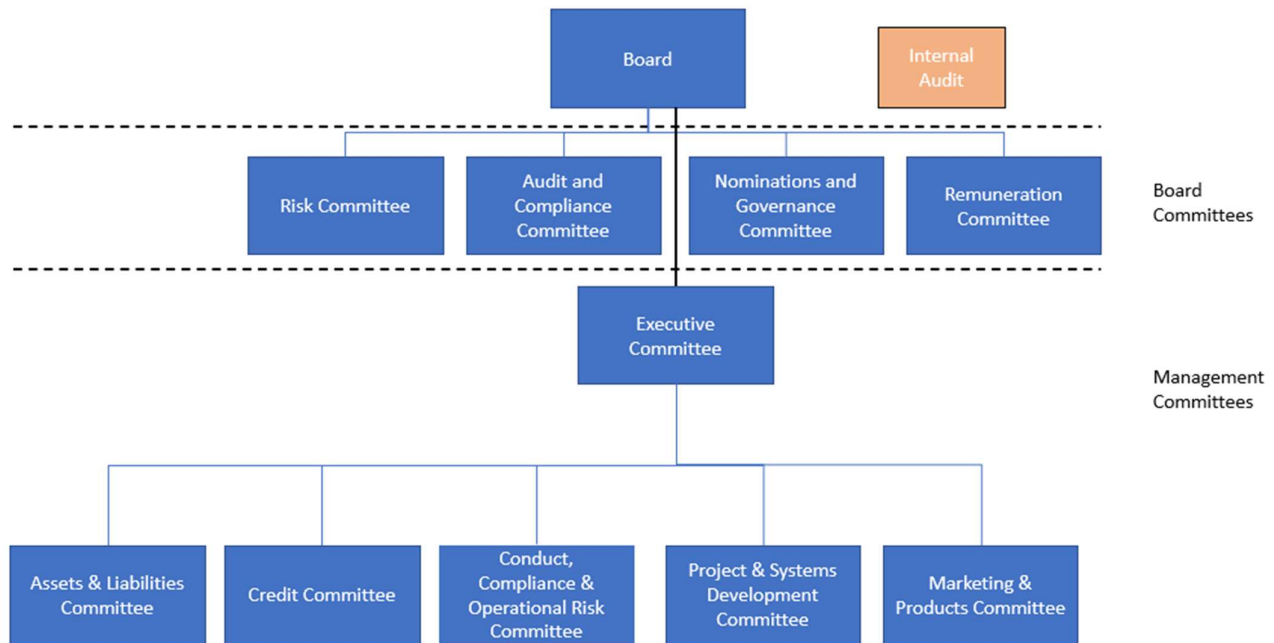 Board
Internal
Audit
Risk Committee
Audit and
Compliance
Committee
Nominations and
Governance
Committee
Remuneration
Committee
Board
Committees
Executive
Committee
Management
Committees
Assets & Liabilities
Committee
Credit Committee
Conduct,
Compliance &
Operational Risk
Committee
Project & Systems
Development
Committee
Marketing &
Products Committee